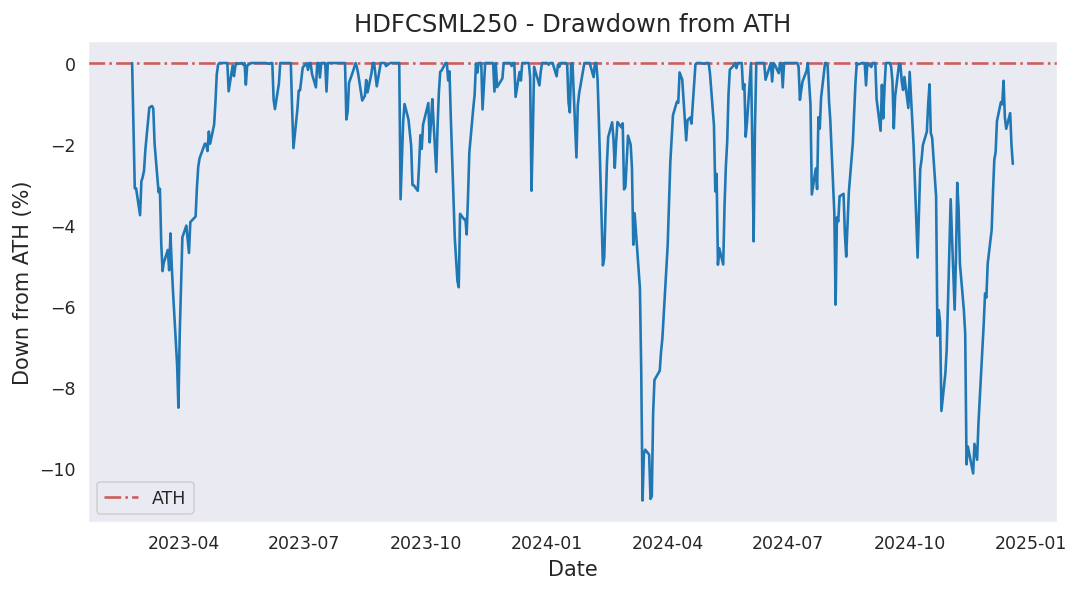 HDFCSML250 - Drawdown from ATH
Down from ATH (%)
0
−2
−4
−6
−8
−10
ATH
2023-04 2023-07 2023-10 2024-01 2024-04 2024-07 2024-10 2025-01
Date